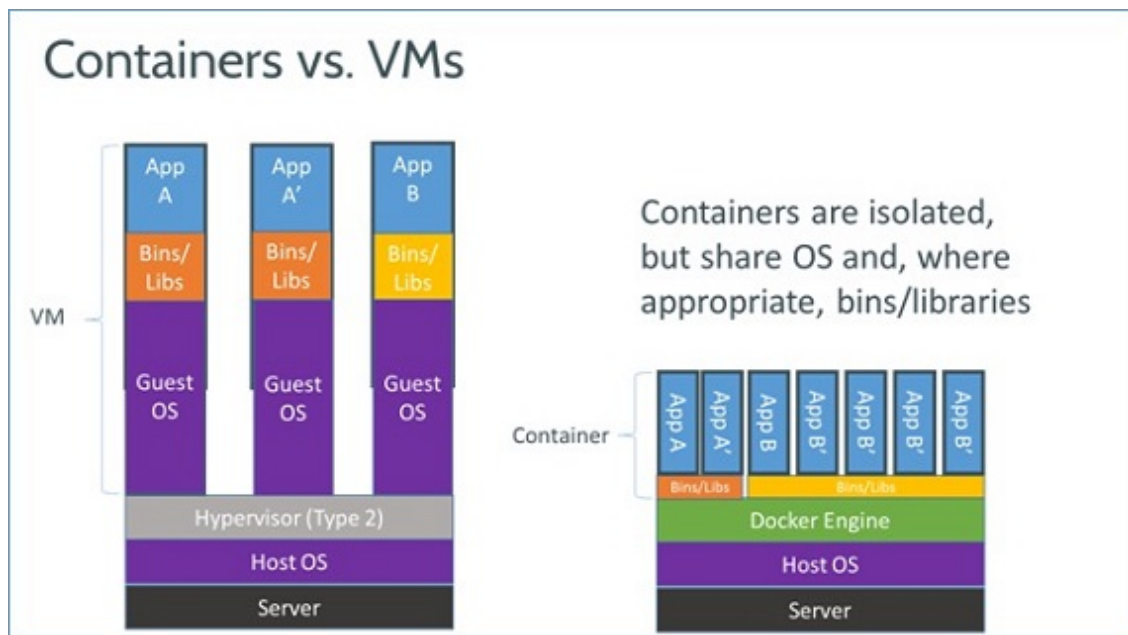 Containers vs. VMs
App
A
App
A'
App
B
Bins/
Libs
Bins/
Libs
Bins/
Libs
VM
Guest
OS
Guest
OS
Guest
OS
Hypervisor (Type 2)
Host OS
Server
Containers are isolated,
but share OS and, where
appropriate, bins/libraries
Container
App A
App A'
App B
App B'
App B'
App B'
App B'
Bins/Libs
Bins/Libs
Docker Engine
Host OS
Server